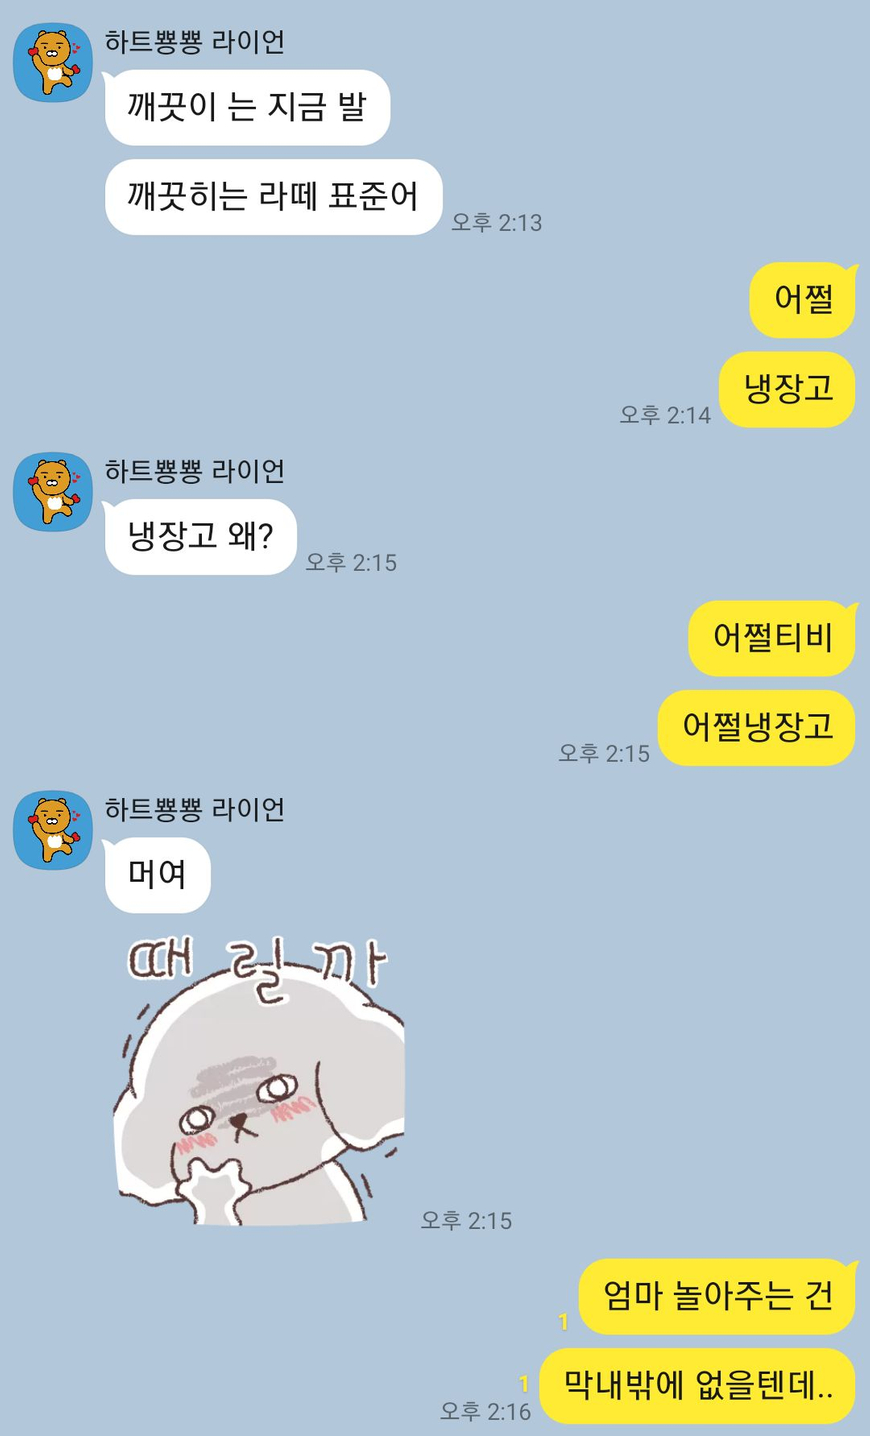 하트뿅뿅 라이언
깨끗이 는 지금 발
깨끗히는 라떼 표준어
오후 2:13
어쩔
냉장고
오후 2:14
하트뿅뿅 라이언
냉장고 왜?
오후 2:15
어쩔티비
어쩔냉장고
오후 2:15
하트뿅뿅 라이언
머여
때릴까
오후 2:15
엄마 놀아주는 건
1
막내밖에 없을텐데..
1
오후 2:16